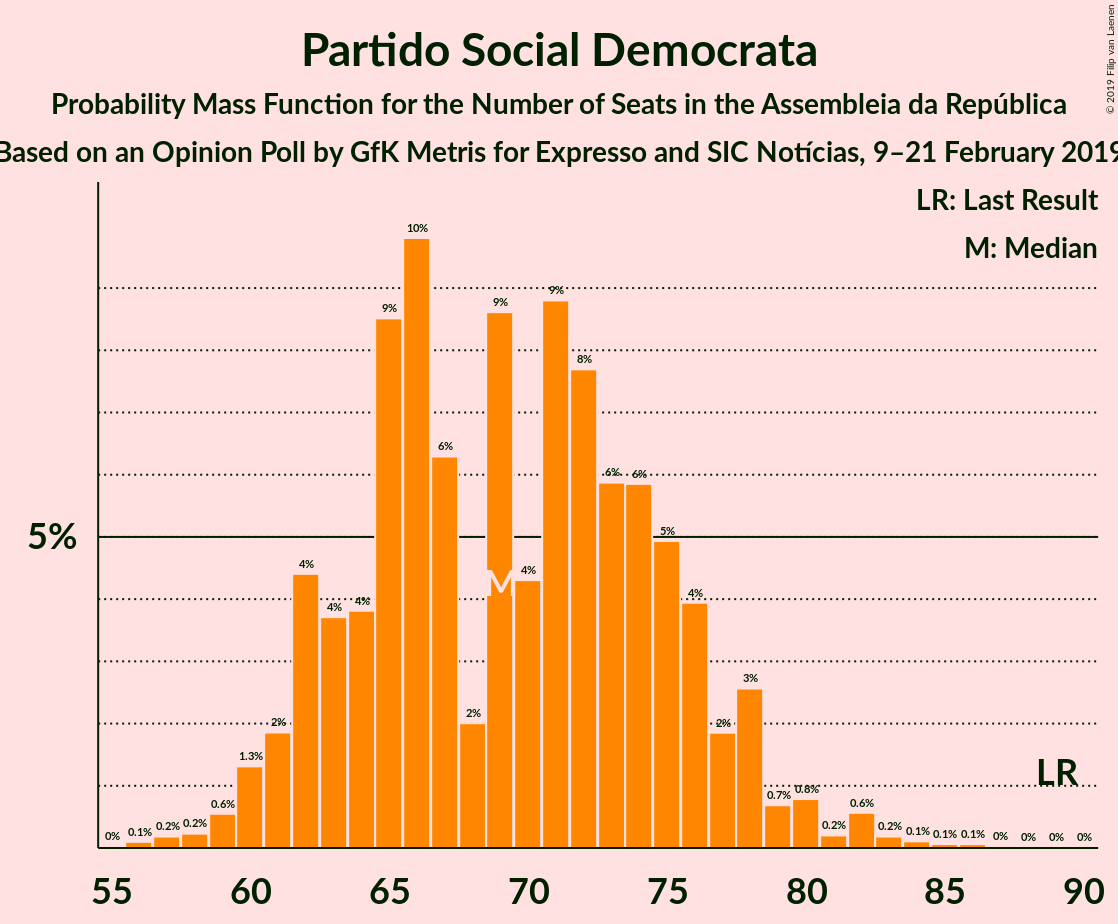 Partido Social Democrata
Probability Mass Function for the Number of Seats in the Assembleia da República
Based on an Opinion Poll by GfK Metris for Expresso and SIC Notícias, 9–21 February 2019
© 2019 Filip van Laenen
LR: Last Result
M: Median
5%
0% 0.1% 0.2% 0.2% 0.6% 1.3% 2% 4% 4% 4% 9% 10% 6% 2% 9% 4% 9% 8% 6% 6% 5% 4% 2% 3% 0.7% 0.8% 0.2% 0.6% 0.2% 0.1% 0.1% 0.1% 0% 0% 0% 0%
M
LR
55 60 65 70 75 80 85 90